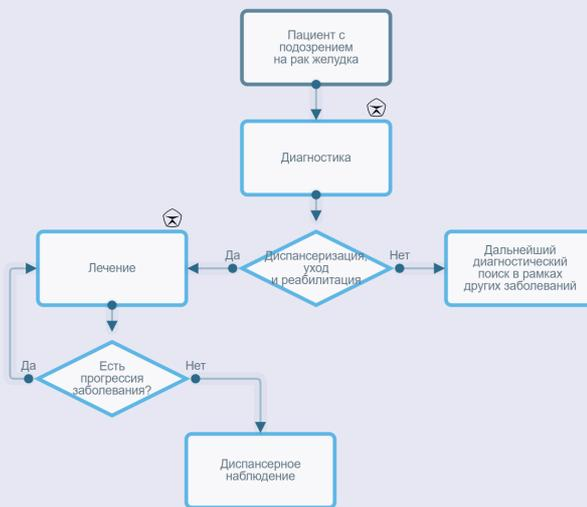 Пациент с
подозрением
на рак желудка
Диагностика
Да
Диспансеризация,
уход
и реабилитация
Нет
Лечение
Дальнейший
диагностический
поиск в рамках
других заболеваний
Да
Есть
прогрессия
заболевания?
Нет
Диспансерное
наблюдение